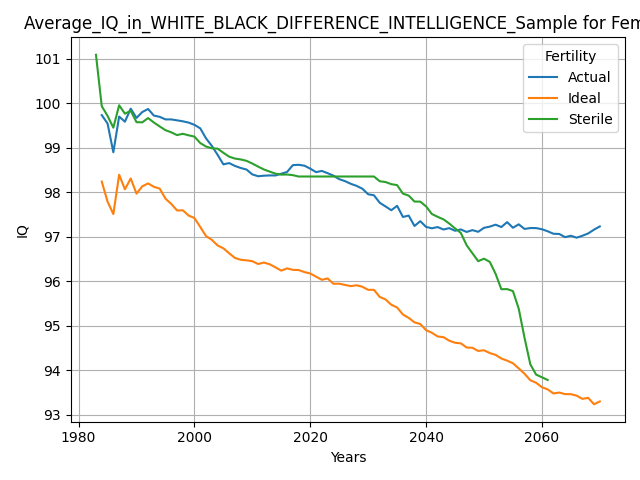 Average_IQ_in_WHITE_BLACK_DIFFERENCE_INTELLIGENCE_Sample for Fem
Fertility
Actual
Ideal
Sterile
101
100
99
98
97
96
95
94
93
IQ
1980
2000
2020
2040
2060
Years